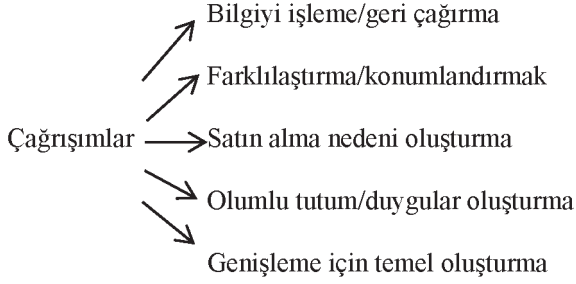 Bilgiyi işleme/geri çağırma
Farklılaştırma/konumlandırmak
Çağrışımlar
Satın alma nedeni oluşturma
Olumlu tutum/duygular oluşturma
Genişleme için temel oluşturma